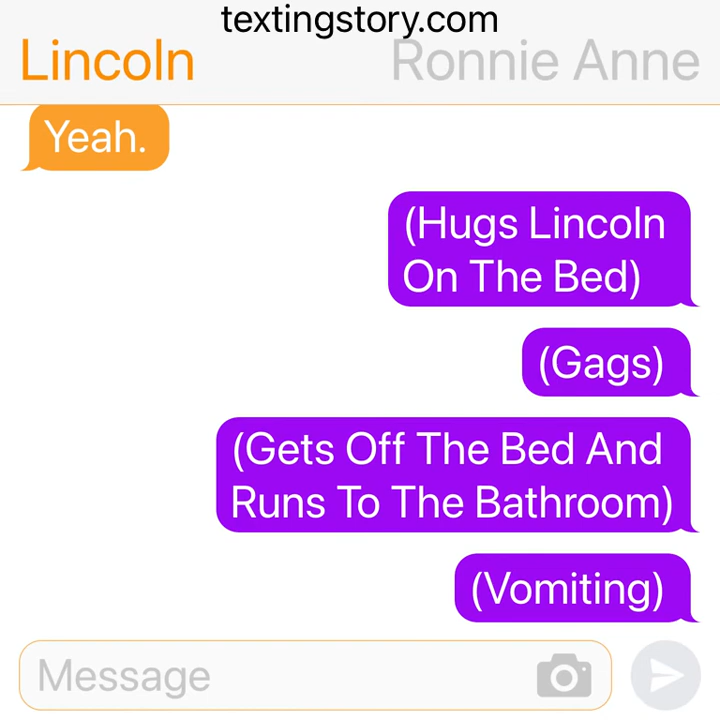 textingstory.com
Lincoln Ronnie Anne
Yeah.
(Hugs Lincoln
On The Bed)
(Gags)
(Gets Off The Bed And
Runs To The Bathroom)
(Vomiting)
Message